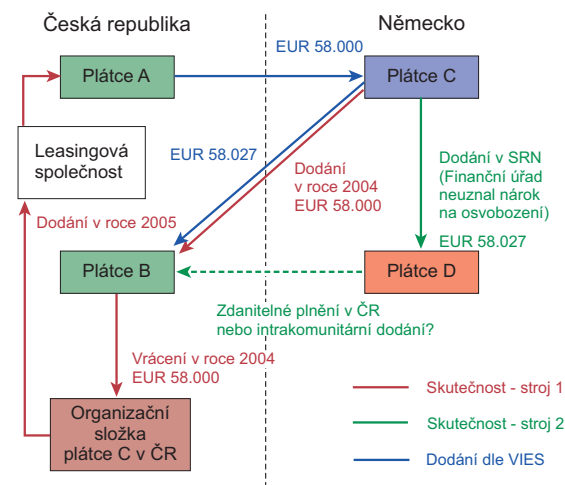 Česká republika
Německo
EUR 58.000
Plátce A
Plátce C
Leasingová
společnost
EUR 58.027
Dodání
v roce 2004
EUR 58.000
Dodání v SRN
(Finanční úřad
neuznal nárok
na osvobození)
EUR 58.027
Dodání v roce 2005
Plátce B
Plátce D
Zdanitelné plnění v ČR
nebo intrakomunitární dodání?
Vrácení v roce 2004
EUR 58.000
Organizační
složka
plátce C v ČR
Skutečnost - stroj 1
Skutečnost - stroj 2
Dodání dle VIES